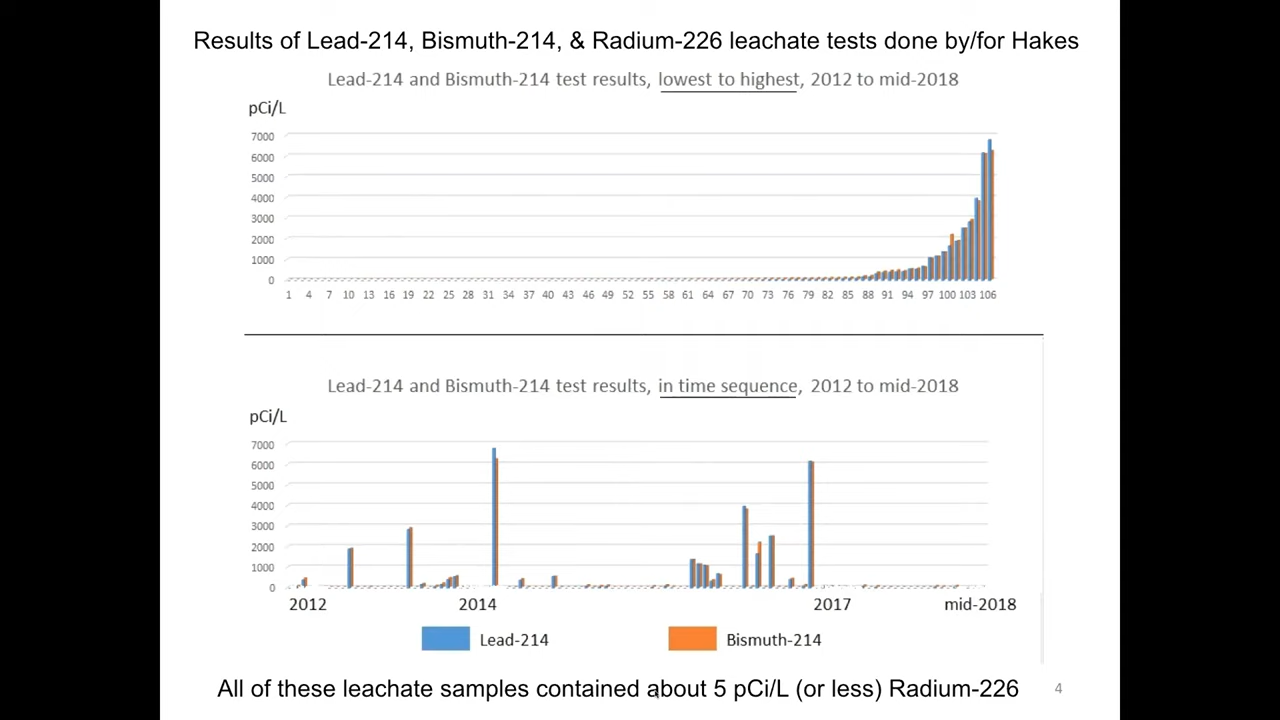 Results of Lead-214, Bismuth-214, & Radium-226 leachate tests done by/for Hakes
Lead-214 and Bismuth-214 test results, lowest to highest, 2012 to mid-2018
pCi/L
7000
6000
5000
4000
3000
2000
1000
0
1 4 7 10 13 16 19 22 25 28 31 34 37 40 43 46 49 52 55 58 61 64 67 70 73 76 79 82 85 88 91 94 97 100 103 106
Lead-214 and Bismuth-214 test results, in time sequence, 2012 to mid-2018
pCi/L
7000
6000
5000
4000
3000
2000
1000
0
2012 2014 2017 mid-2018
Lead-214 Bismuth-214
All of these leachate samples contained about 5 pCi/L (or less) Radium-226 4